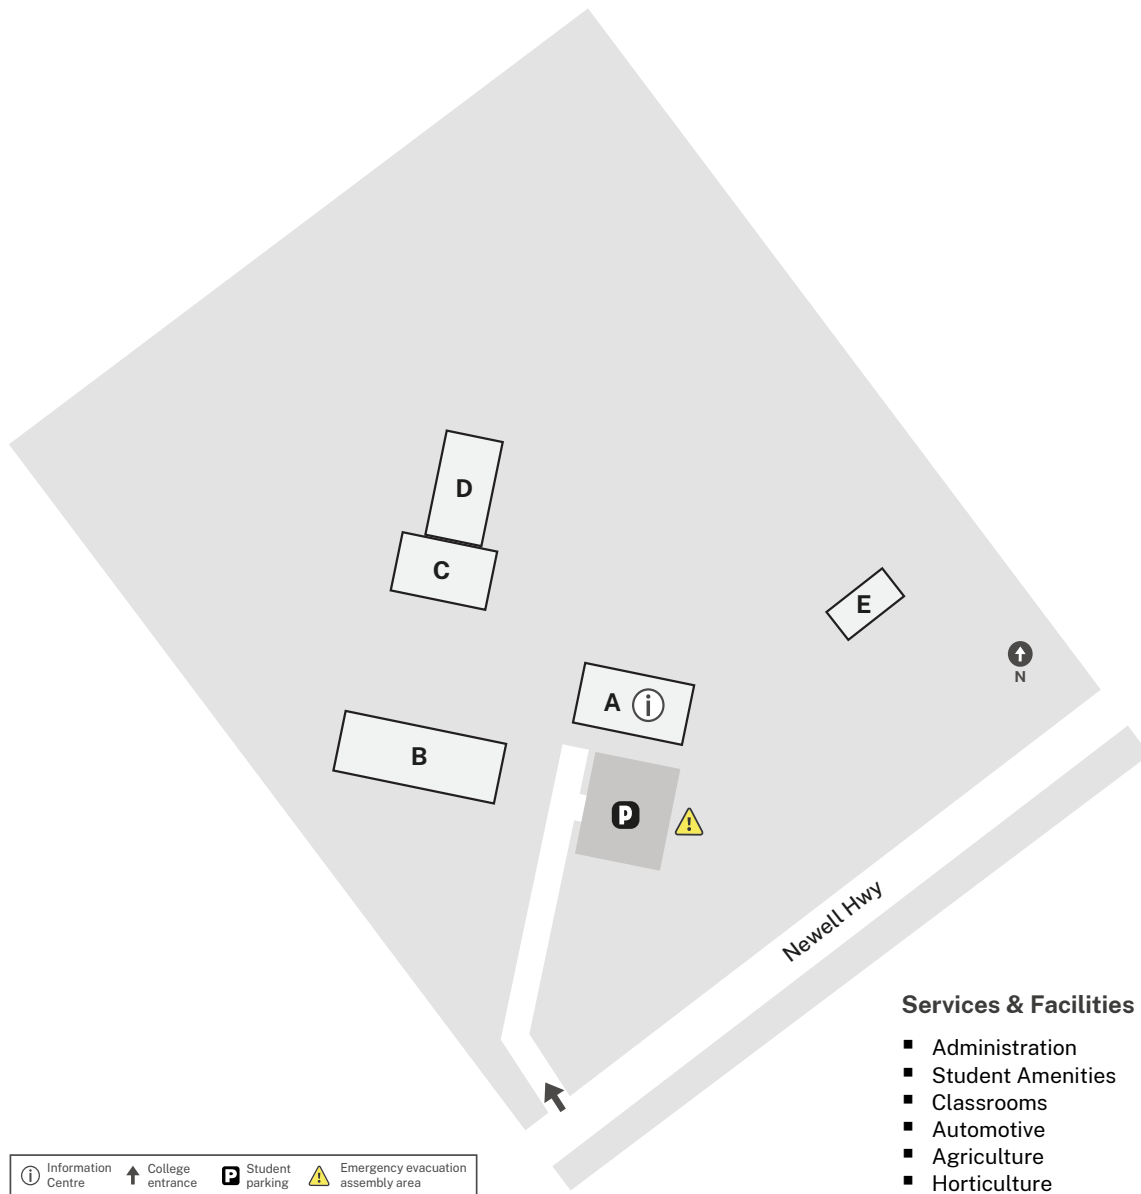 D
C
E
N
A i
B
P
!
Newell Hwy
Services & Facilities
▪ Administration
▪ Student Amenities
▪ Classrooms
▪ Automotive
▪ Agriculture
▪ Horticulture
i Information
Centre
College
entrance
P Student
parking
! Emergency evacuation
assembly area